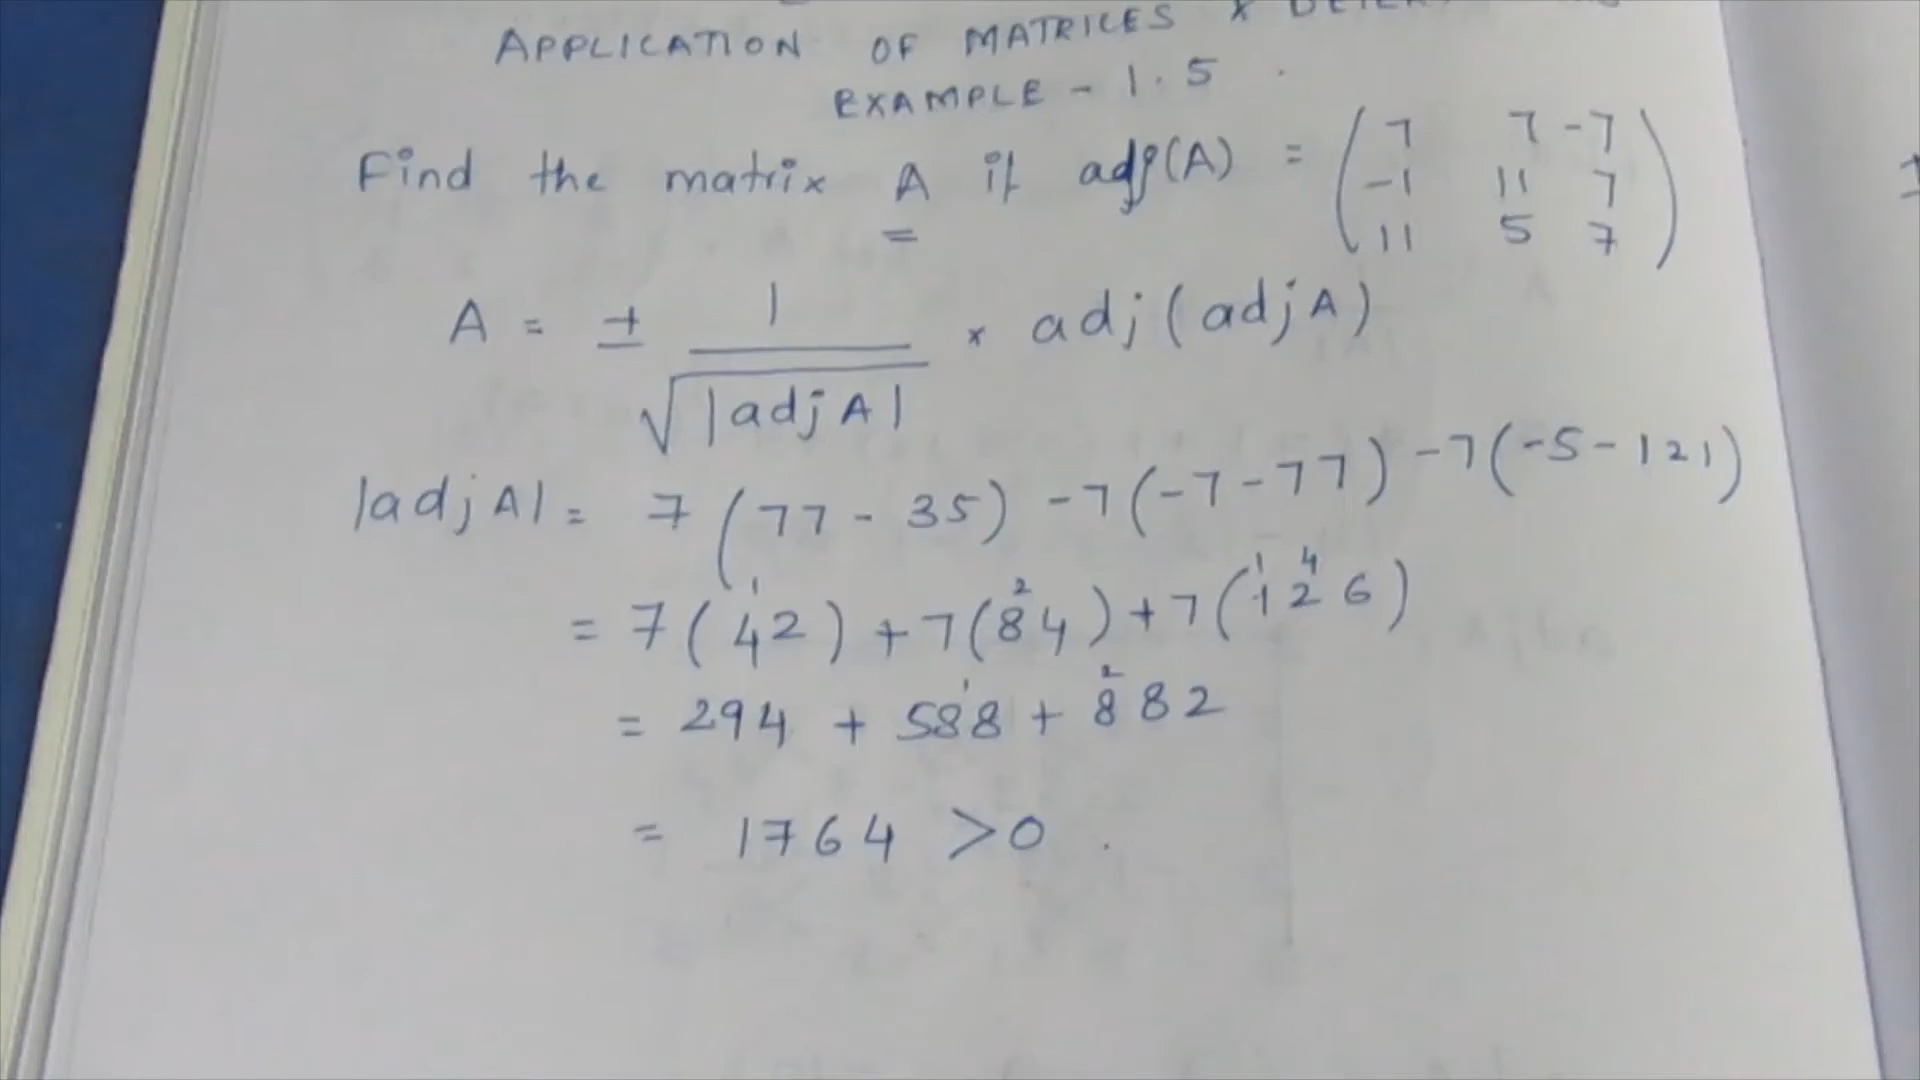 APPLICATION OF MATRICES &
EXAMPLE - 1.5
Find the matrix A if adj(A) = ( 7 7 -7
-1 11 7
11 5 7 )
A = ± 1 / √|adj A| × adj(adj A)
|adj A| = 7(77 - 35) -7(-7-77) -7(-5-121)
= 7(42) + 7(84) + 7(126)
= 294 + 588 + 882
= 1764 >0 .